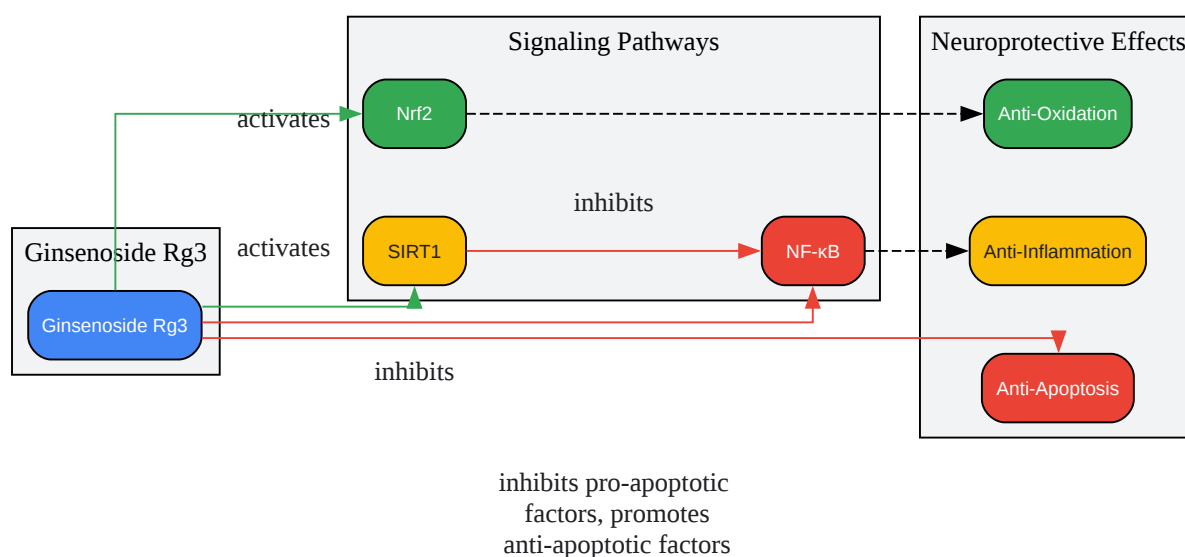 Signaling Pathways
Neuroprotective Effects
activates
Nrf2
Anti-Oxidation
inhibits
Ginsenoside Rg3
activates
SIRT1
NF-κB
Anti-Inflammation
Ginsenoside Rg3
inhibits
Anti-Apoptosis
inhibits pro-apoptotic
factors, promotes
anti-apoptotic factors